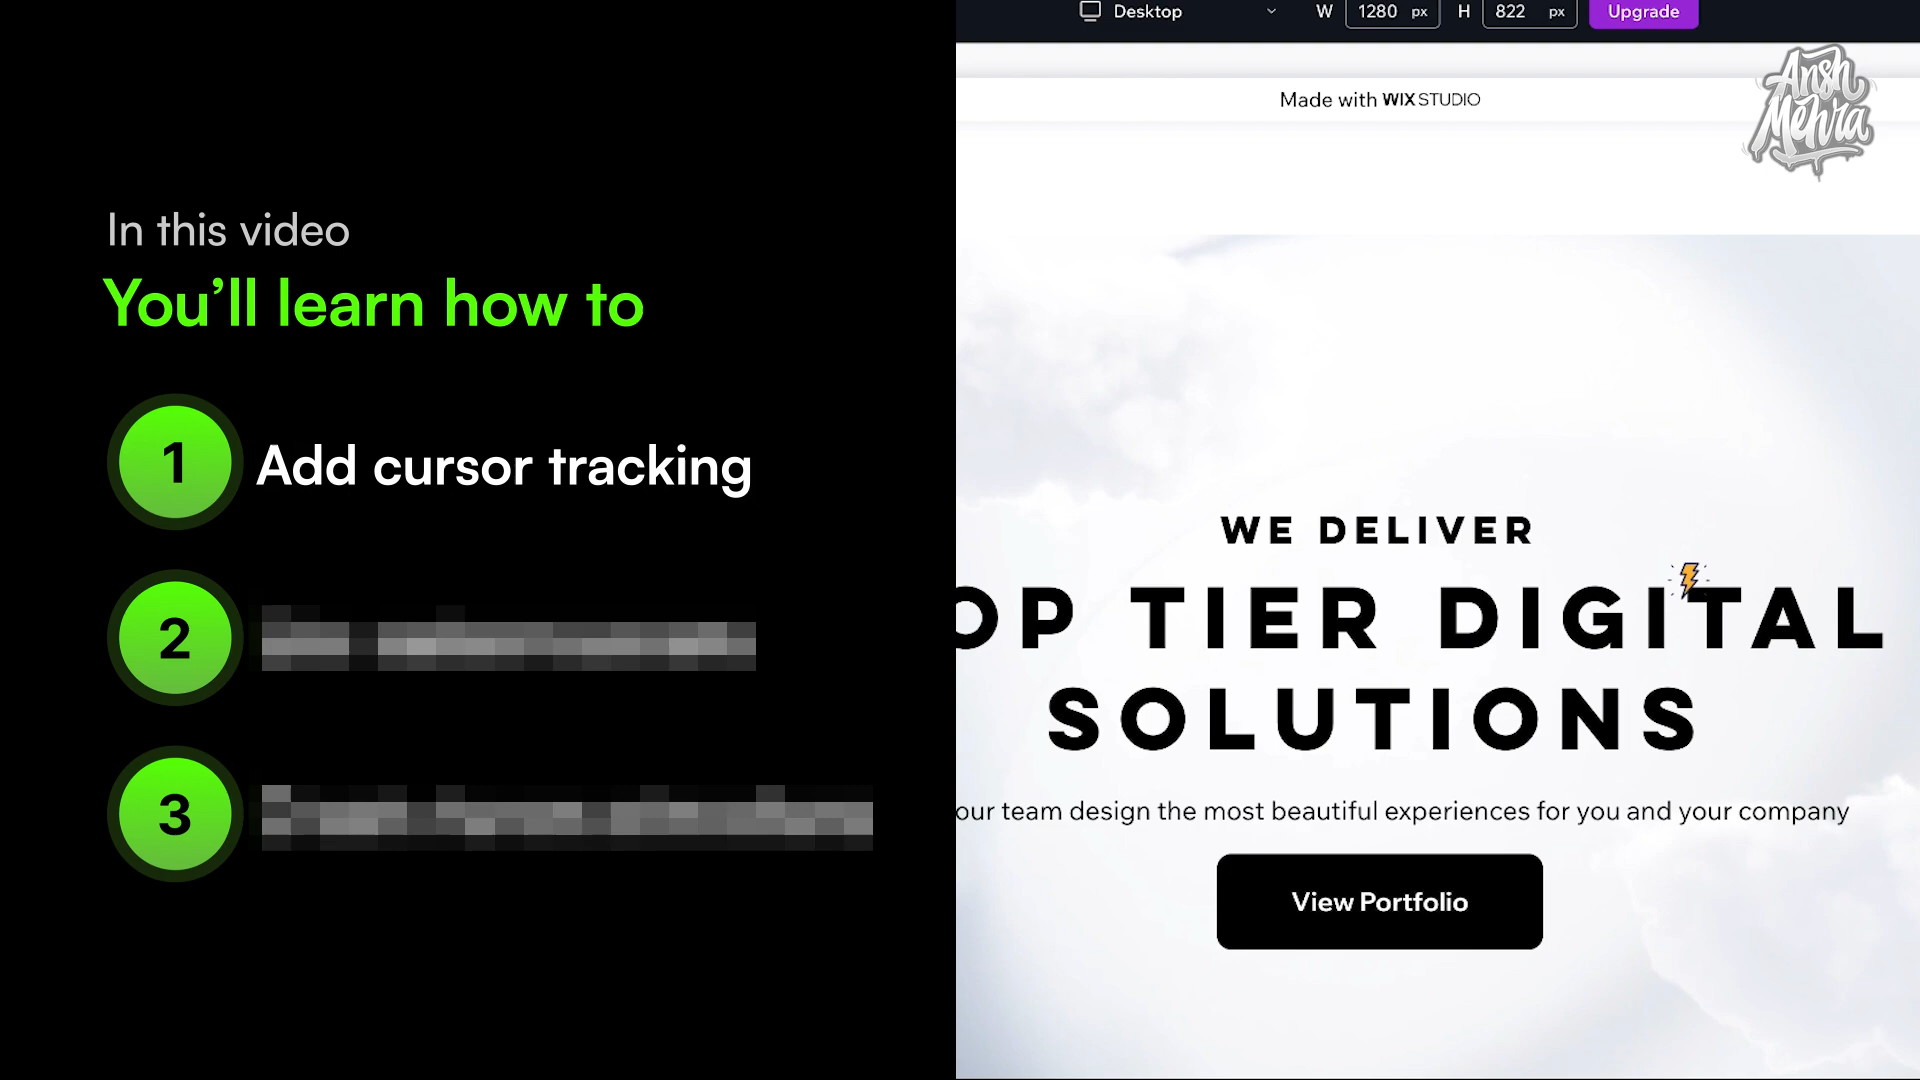 In this video
You'll learn how to
1 Add cursor tracking
2
3
Desktop W 1280 px H 822 px Upgrade
Made with WIX STUDIO
Ansh
Mehra
WE DELIVER
OP TIER DIGITAL
SOLUTIONS
our team design the most beautiful experiences for you and your company
View Portfolio